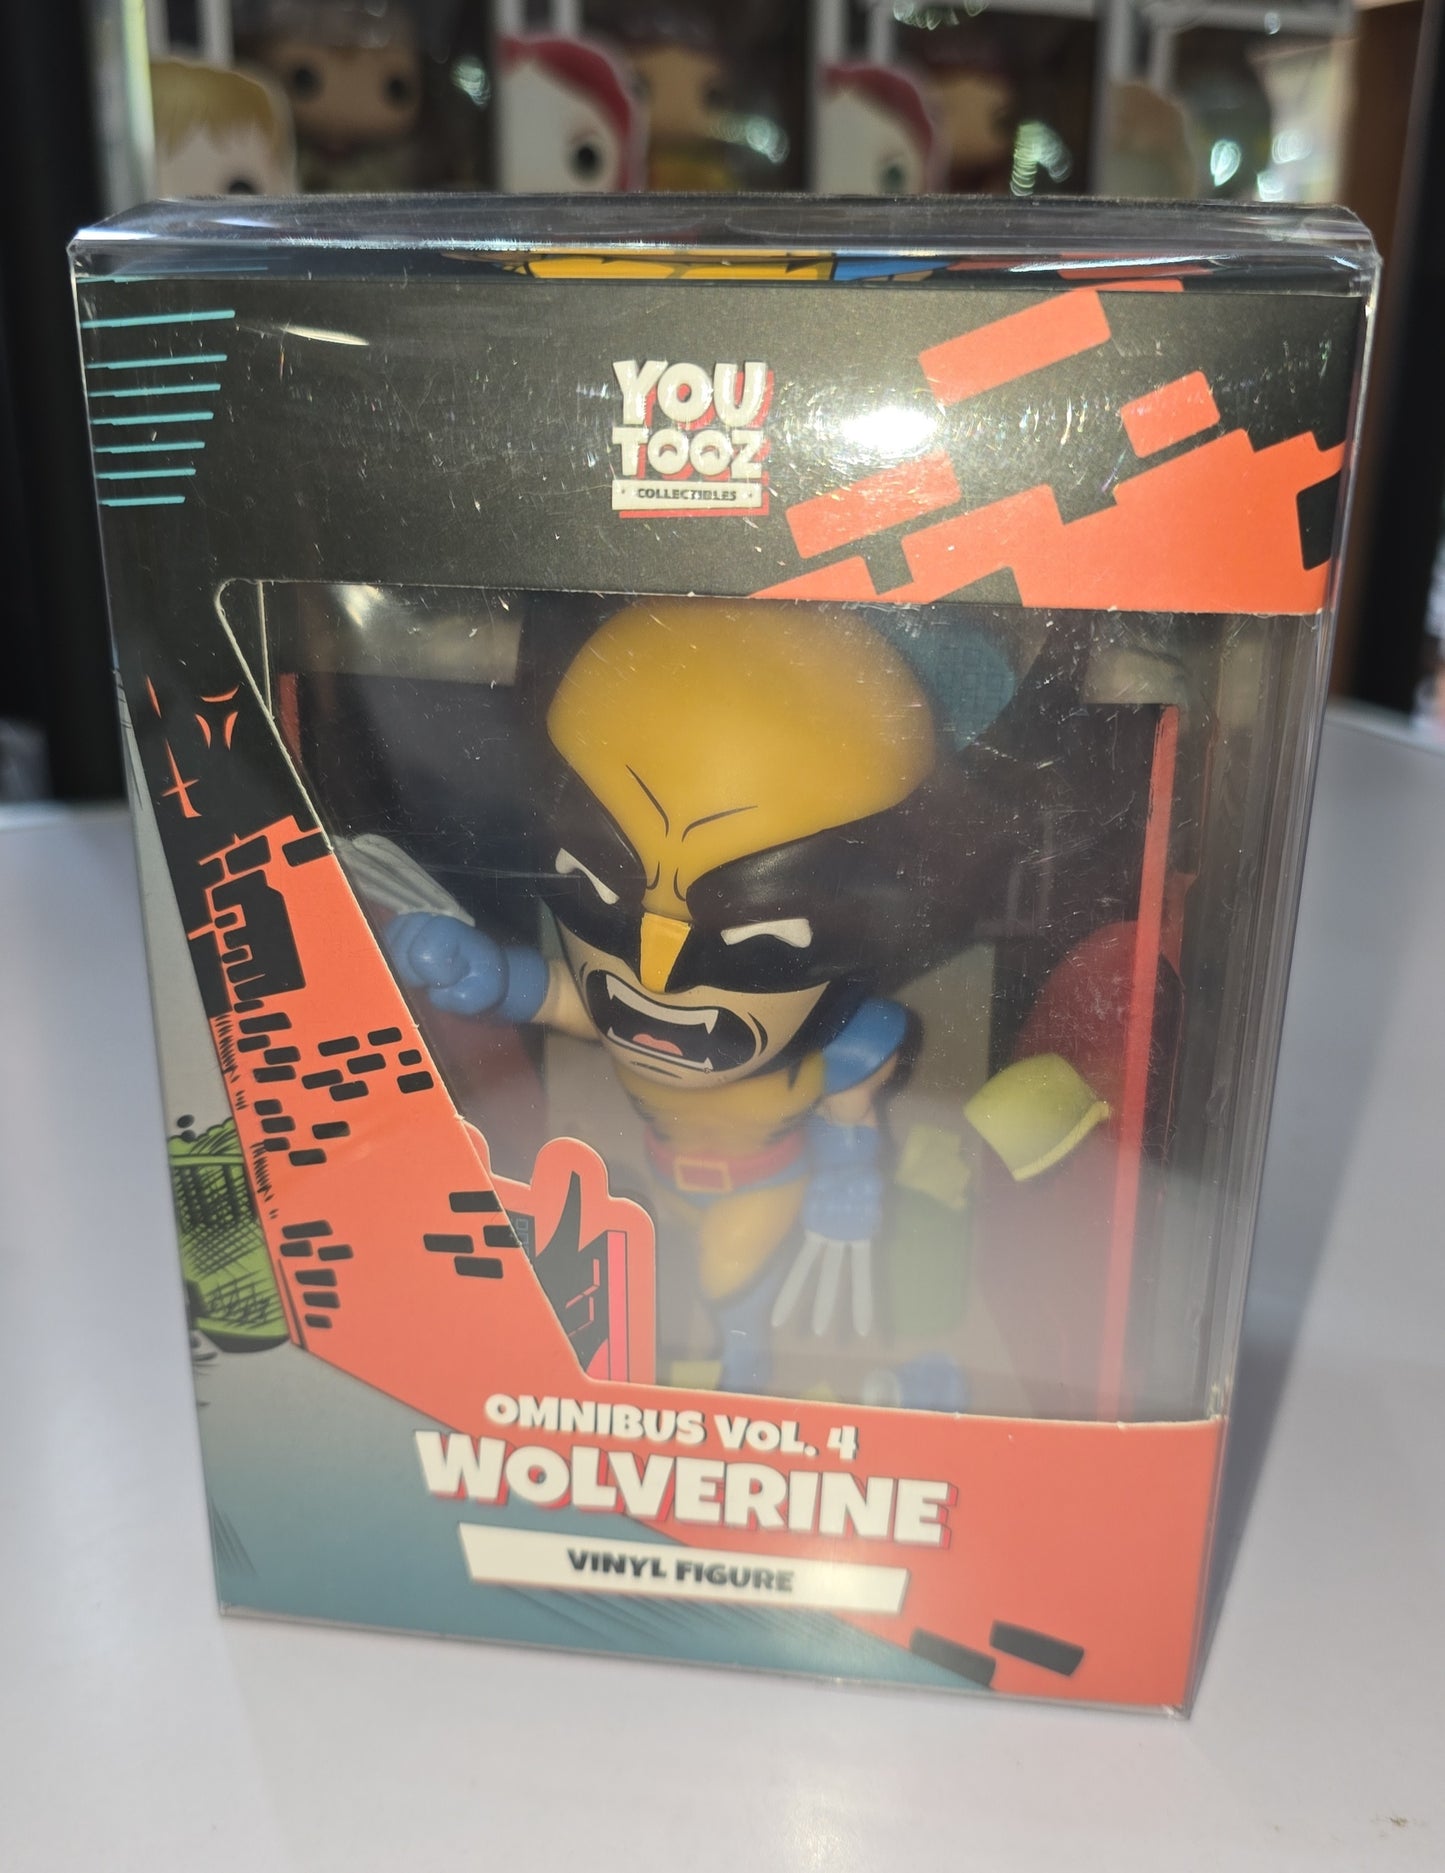 YOU
TOOZ
COLLECTIBLES
OMNIBUS VOL. 4
WOLVERINE
VINYL FIGURE